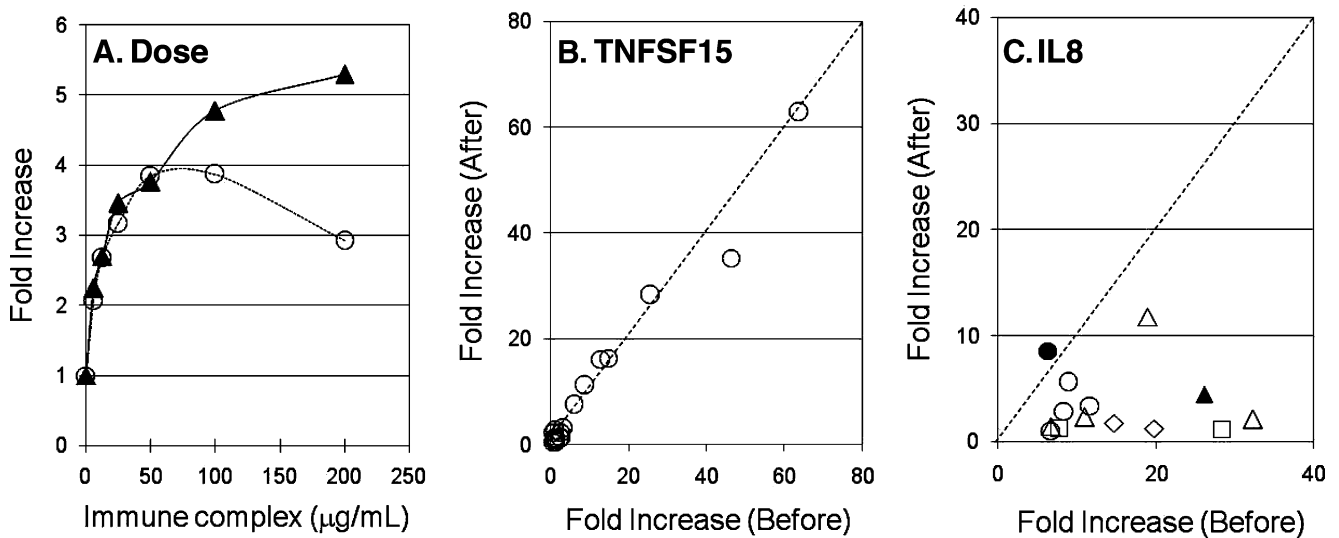 A. Dose
Fold Increase
6
5
4
3
2
1
0
0 50 100 150 200 250
Immune complex (μg/mL)
B. TNFSF15
Fold Increase (After)
80
60
40
20
0
0 20 40 60 80
Fold Increase (Before)
C. IL8
Fold Increase (After)
40
30
20
10
0
0 20 40
Fold Increase (Before)